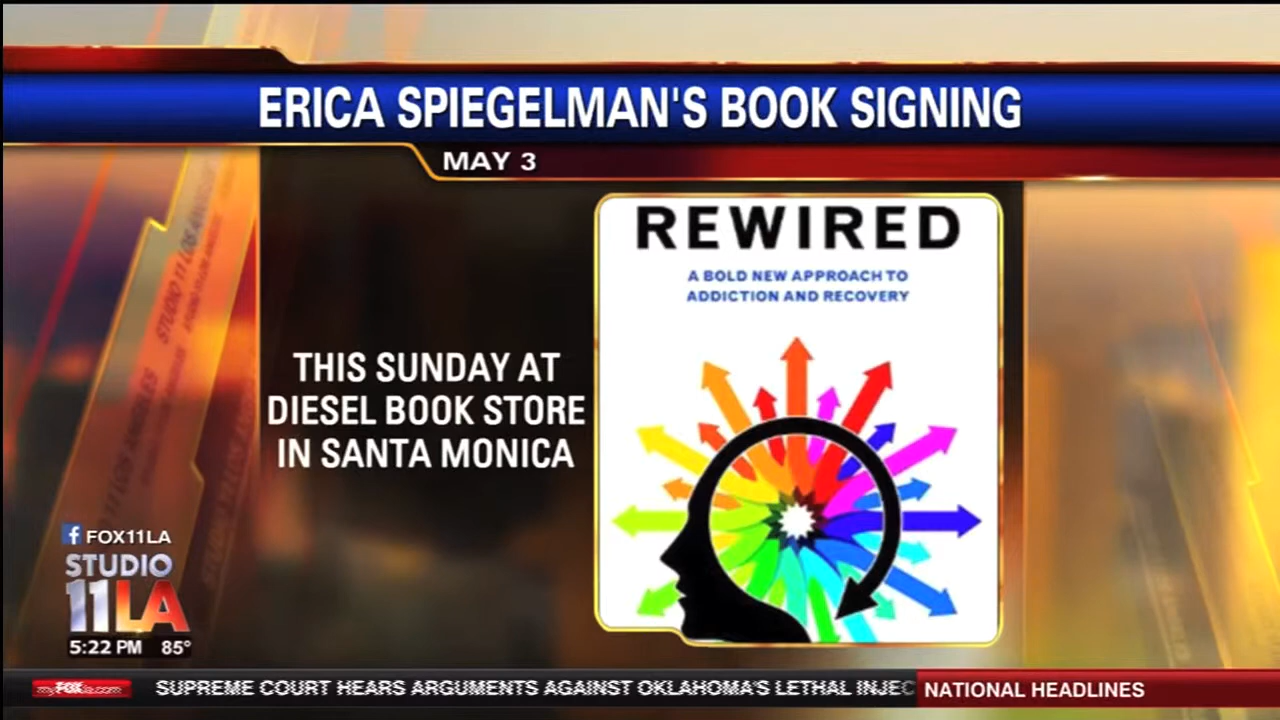 ERICA SPIEGELMAN'S BOOK SIGNING
MAY 3
REWIRED
A BOLD NEW APPROACH TO
ADDICTION AND RECOVERY
THIS SUNDAY AT
DIESEL BOOK STORE
IN SANTA MONICA
FOX11LA
STUDIO
11LA
5:22 PM 85°
SUPREME COURT HEARS ARGUMENTS AGAINST OKLAHOMA'S LETHAL INJEC
NATIONAL HEADLINES